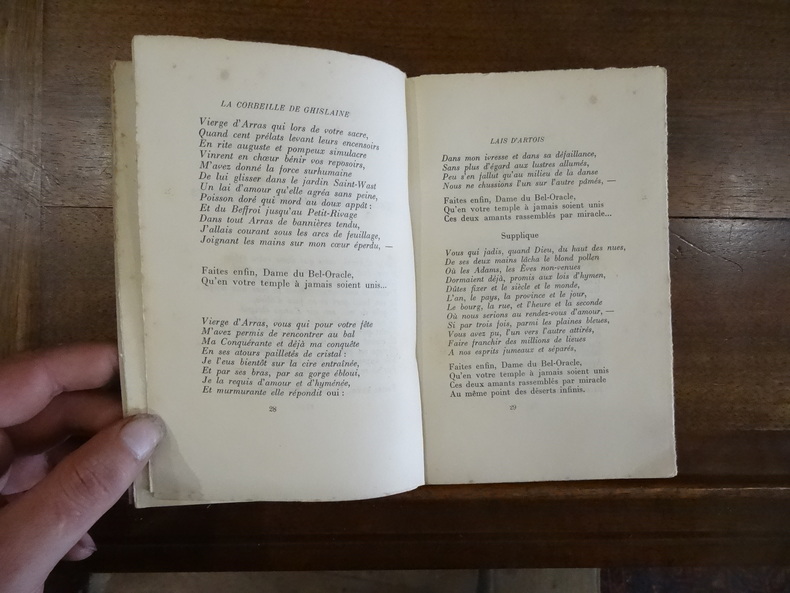 LA CORBEILLE DE GHISLAINE
Vierge d'Arras qui lors de votre sacre,
Quand cent prélats levant leurs encensoirs
En rite auguste et pompeux simulacre
Vinrent en chœur bénir vos reposoirs,
M'avez donné la force surhumaine
De lui glisser dans le jardin Saint-Wast
Un lai d'amour qu'elle agréa sans peine,
Poisson doré qui mord au doux appât :
Et du Beffroi jusqu'au Petit-Rivage
Dans tout Arras de bannières tendu,
J'allais courant sous les arcs de feuillage,
Joignant les mains sur mon cœur éperdu, —
Faites enfin, Dame du Bel-Oracle,
Qu'en votre temple à jamais soient unis...
Vierge d'Arras, vous qui pour votre fête
M'avez permis de rencontrer au bal
Ma Conquérante et déjà ma conquête
En ses atours pailletés de cristal :
Je l'eus bientôt sur la cire entraînée,
Et par ses bras, par sa gorge ébloui,
Je la requis d'amour et d'hyménée,
Et murmurante elle répondit oui :
28
LAIS D'ARTOIS
Dans mon ivresse et dans sa défaillance,
Sans plus d'égard aux lustres allumés,
Peu s'en fallut qu'au milieu de la danse
Nous ne chussions l'un sur l'autre pâmés, —
Faites enfin, Dame du Bel-Oracle,
Qu'en votre temple à jamais soient unis
Ces deux amants rassemblés par miracle...
Supplique
Vous qui jadis, quand Dieu, du haut des nues,
De ses deux mains lâcha le blond pollen
Où les Adams, les Èves non-venues
Dormaient déjà, promis aux lois d'hymen,
Dûtes fixer et le siècle et le monde,
L'an, le pays, la province et le jour,
Le bourg, la rue, et l'heure et la seconde
Où nous serions au rendez-vous d'amour, —
Si par trois fois, parmi les plaines bleues,
Vous avez pu, l'un vers l'autre attirés,
Faire franchir des millions de lieues
A nos esprits jumeaux et séparés,
Faites enfin, Dame du Bel-Oracle,
Qu'en votre temple à jamais soient unis
Ces deux amants rassemblés par miracle
Au même point des déserts infinis.
29